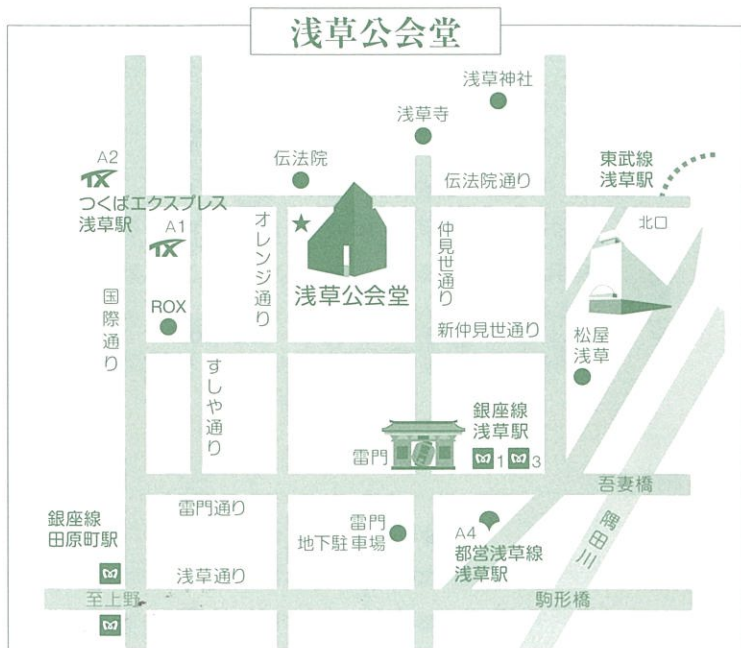 浅草公会堂
浅草神社
浅草寺
A2
TX
つくばエクスプレス
浅草駅
伝法院
伝法院通り
東武線
浅草駅
北口
A1
TX
オレンジ通り
仲見世通り
浅草公会堂
国際通り
ROX
新仲見世通り
松屋
浅草
すしや通り
銀座線
浅草駅
1 3
雷門
吾妻橋
雷門通り
雷門
地下駐車場
A4
都営浅草線
浅草駅
隅田川
銀座線
田原町駅
浅草通り
至上野
駒形橋